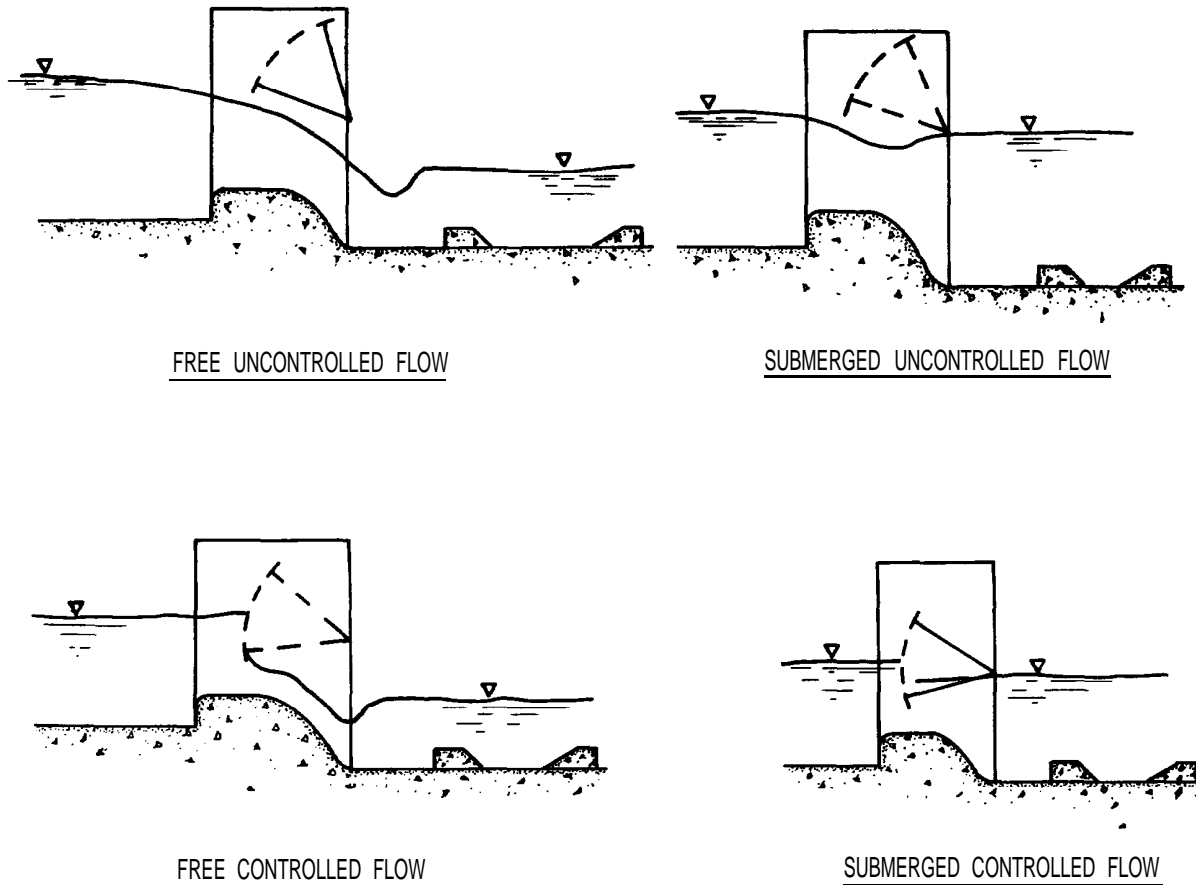 FREE UNCONTROLLED FLOW
SUBMERGED UNCONTROLLED FLOW
FREE CONTROLLED FLOW
SUBMERGED CONTROLLED FLOW